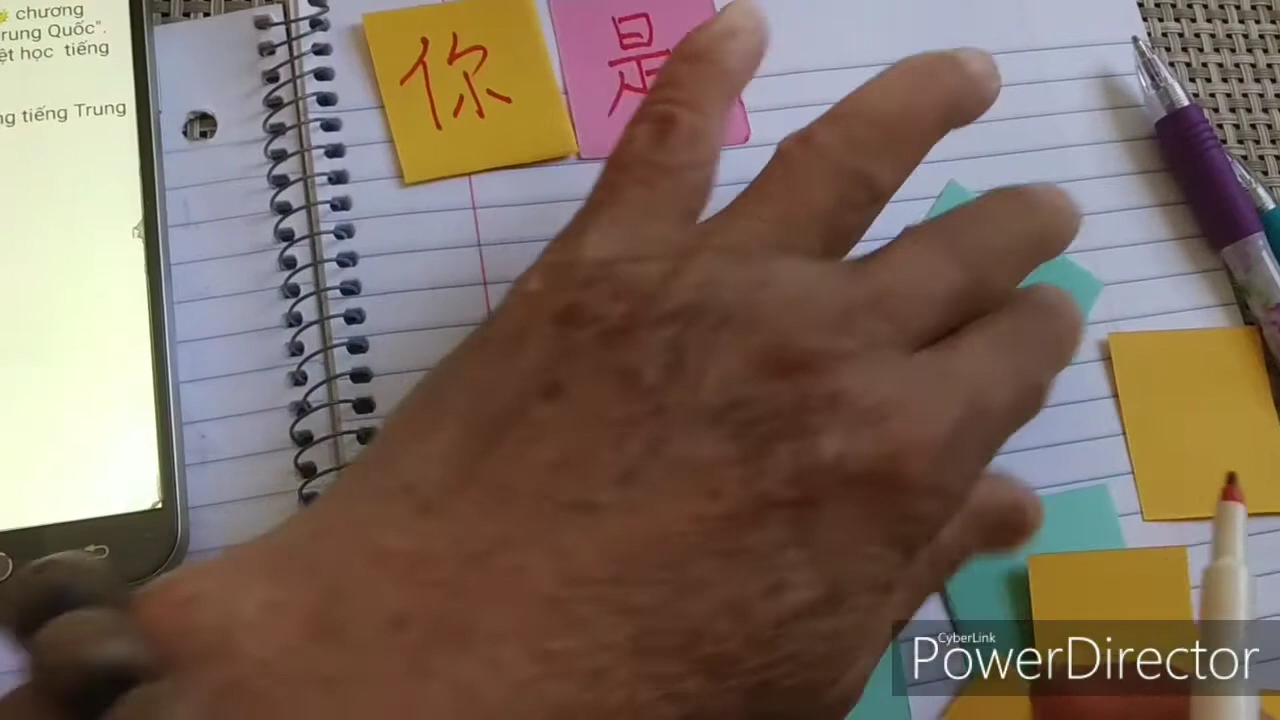 chương
rung Quốc".
ệt học tiếng
ng tiếng Trung
你 是
CyberLink
PowerDirector